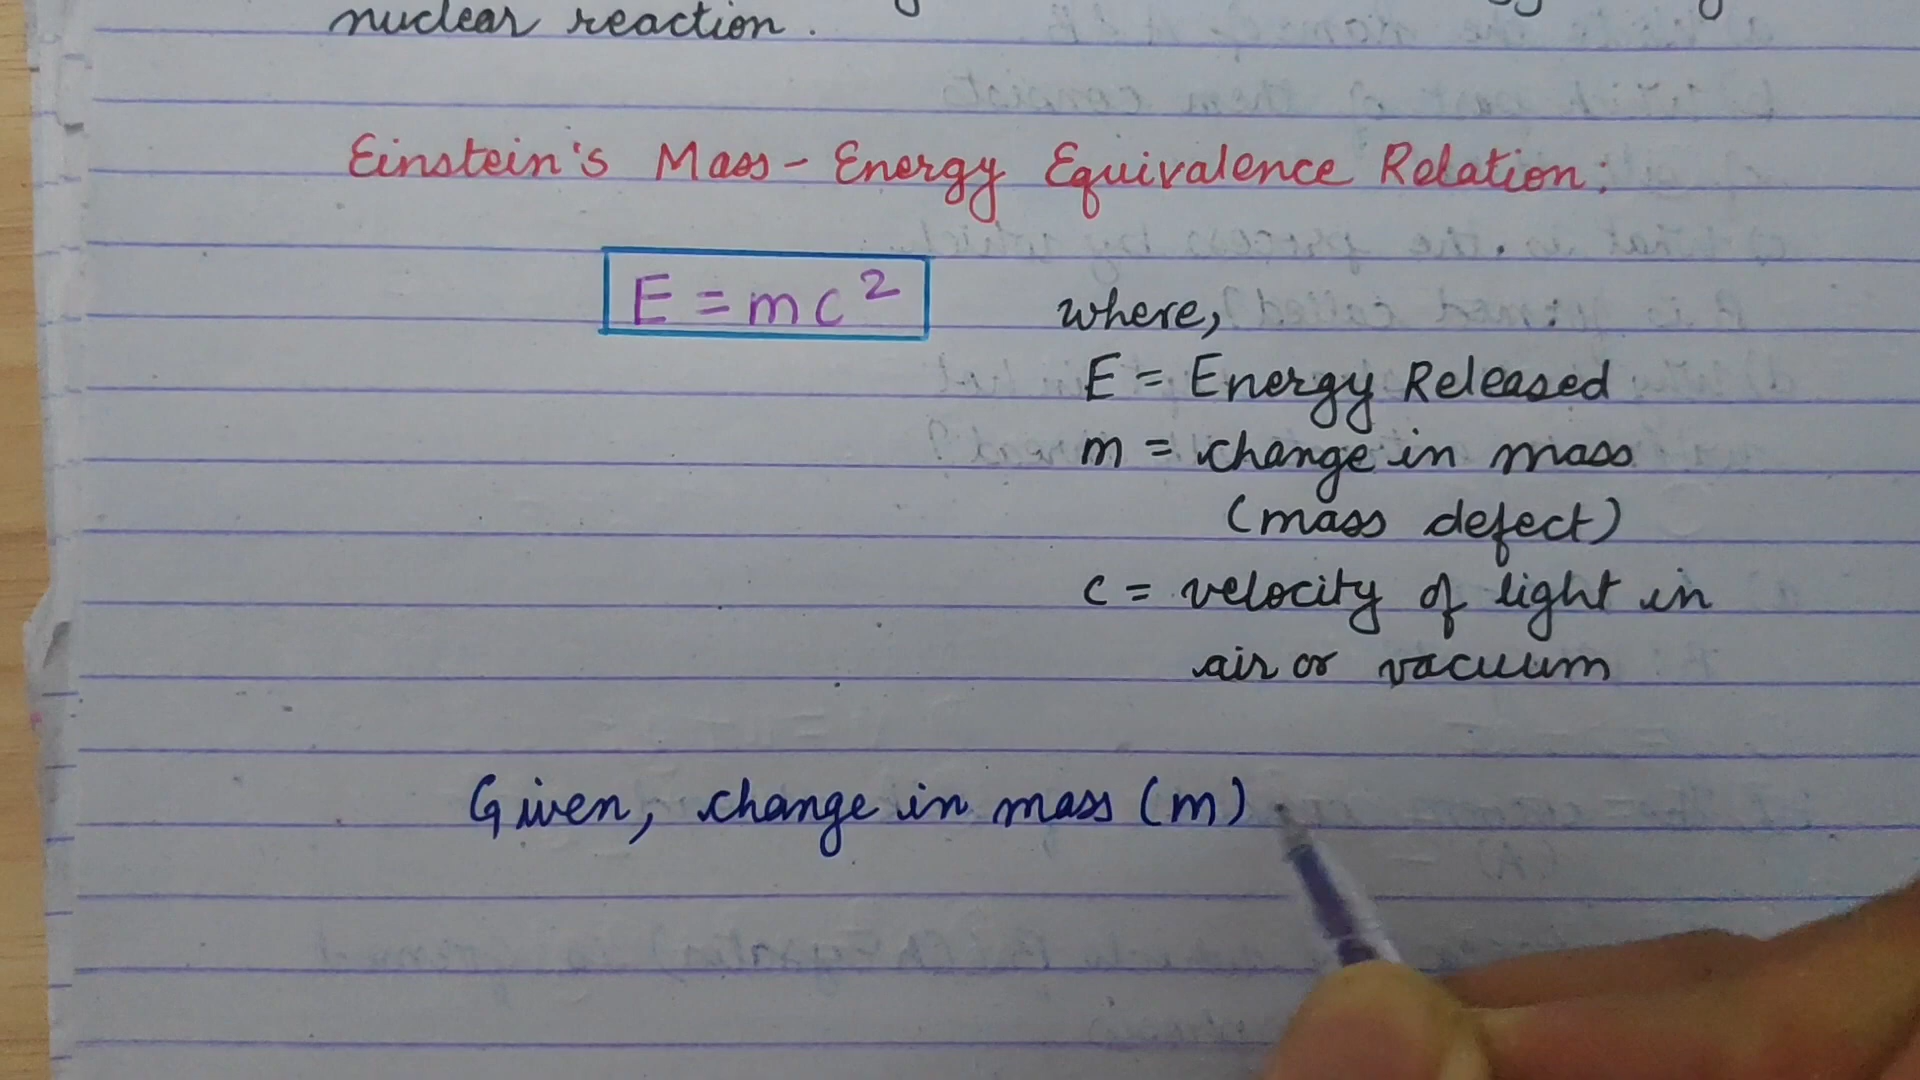 nuclear reaction.
Einstein's Mass-Energy Equivalence Relation:
E = mc² where,
E = Energy Released
m = change in mass
(mass defect)
c = velocity of light in
air or vacuum
Given, change in mass (m)